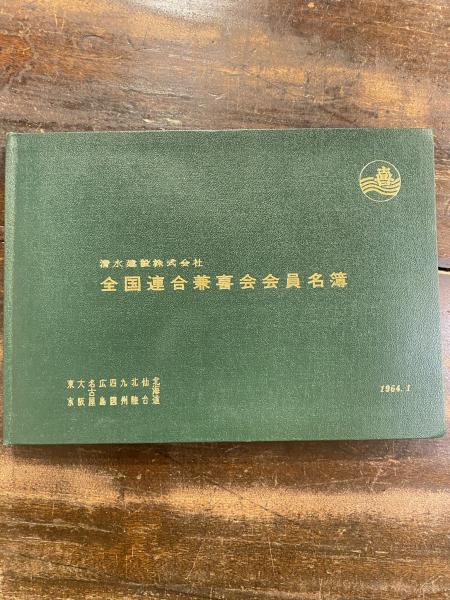 喜
清水建設株式会社
全国連合兼喜会会員名簿
東京 大阪 名古屋 広島 四国 九州 北陸 仙台 北海道
1964.1